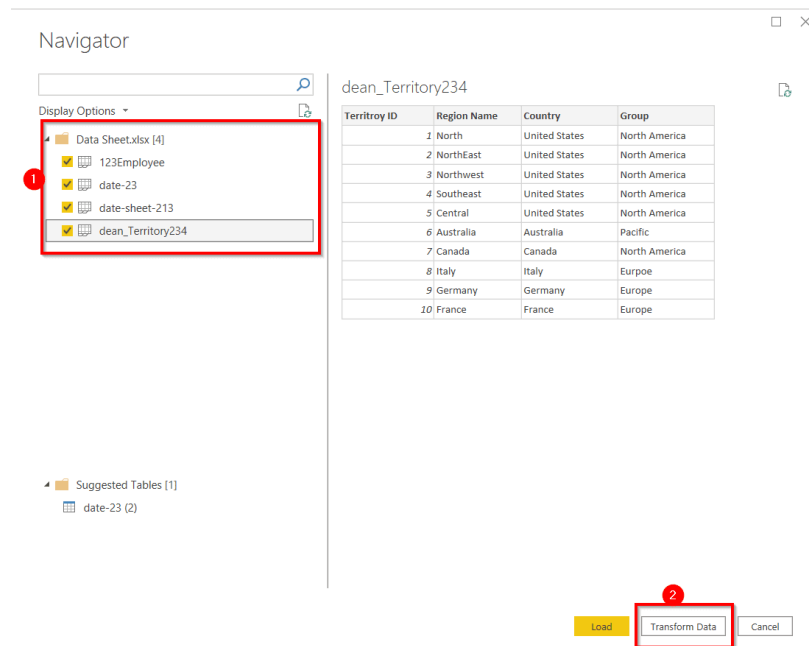 Navigator
Display Options
Data Sheet.xlsx [4]
1
123Employee
date-23
date-sheet-213
dean_Territory234
Suggested Tables [1]
date-23 (2)
dean_Territory234
Territroy ID Region Name Country Group
1 North United States North America
2 NorthEast United States North America
3 Northwest United States North America
4 Southeast United States North America
5 Central United States North America
6 Australia Australia Pacific
7 Canada Canada North America
8 Italy Italy Eurpoe
9 Germany Germany Europe
10 France France Europe
2
Load Transform Data Cancel